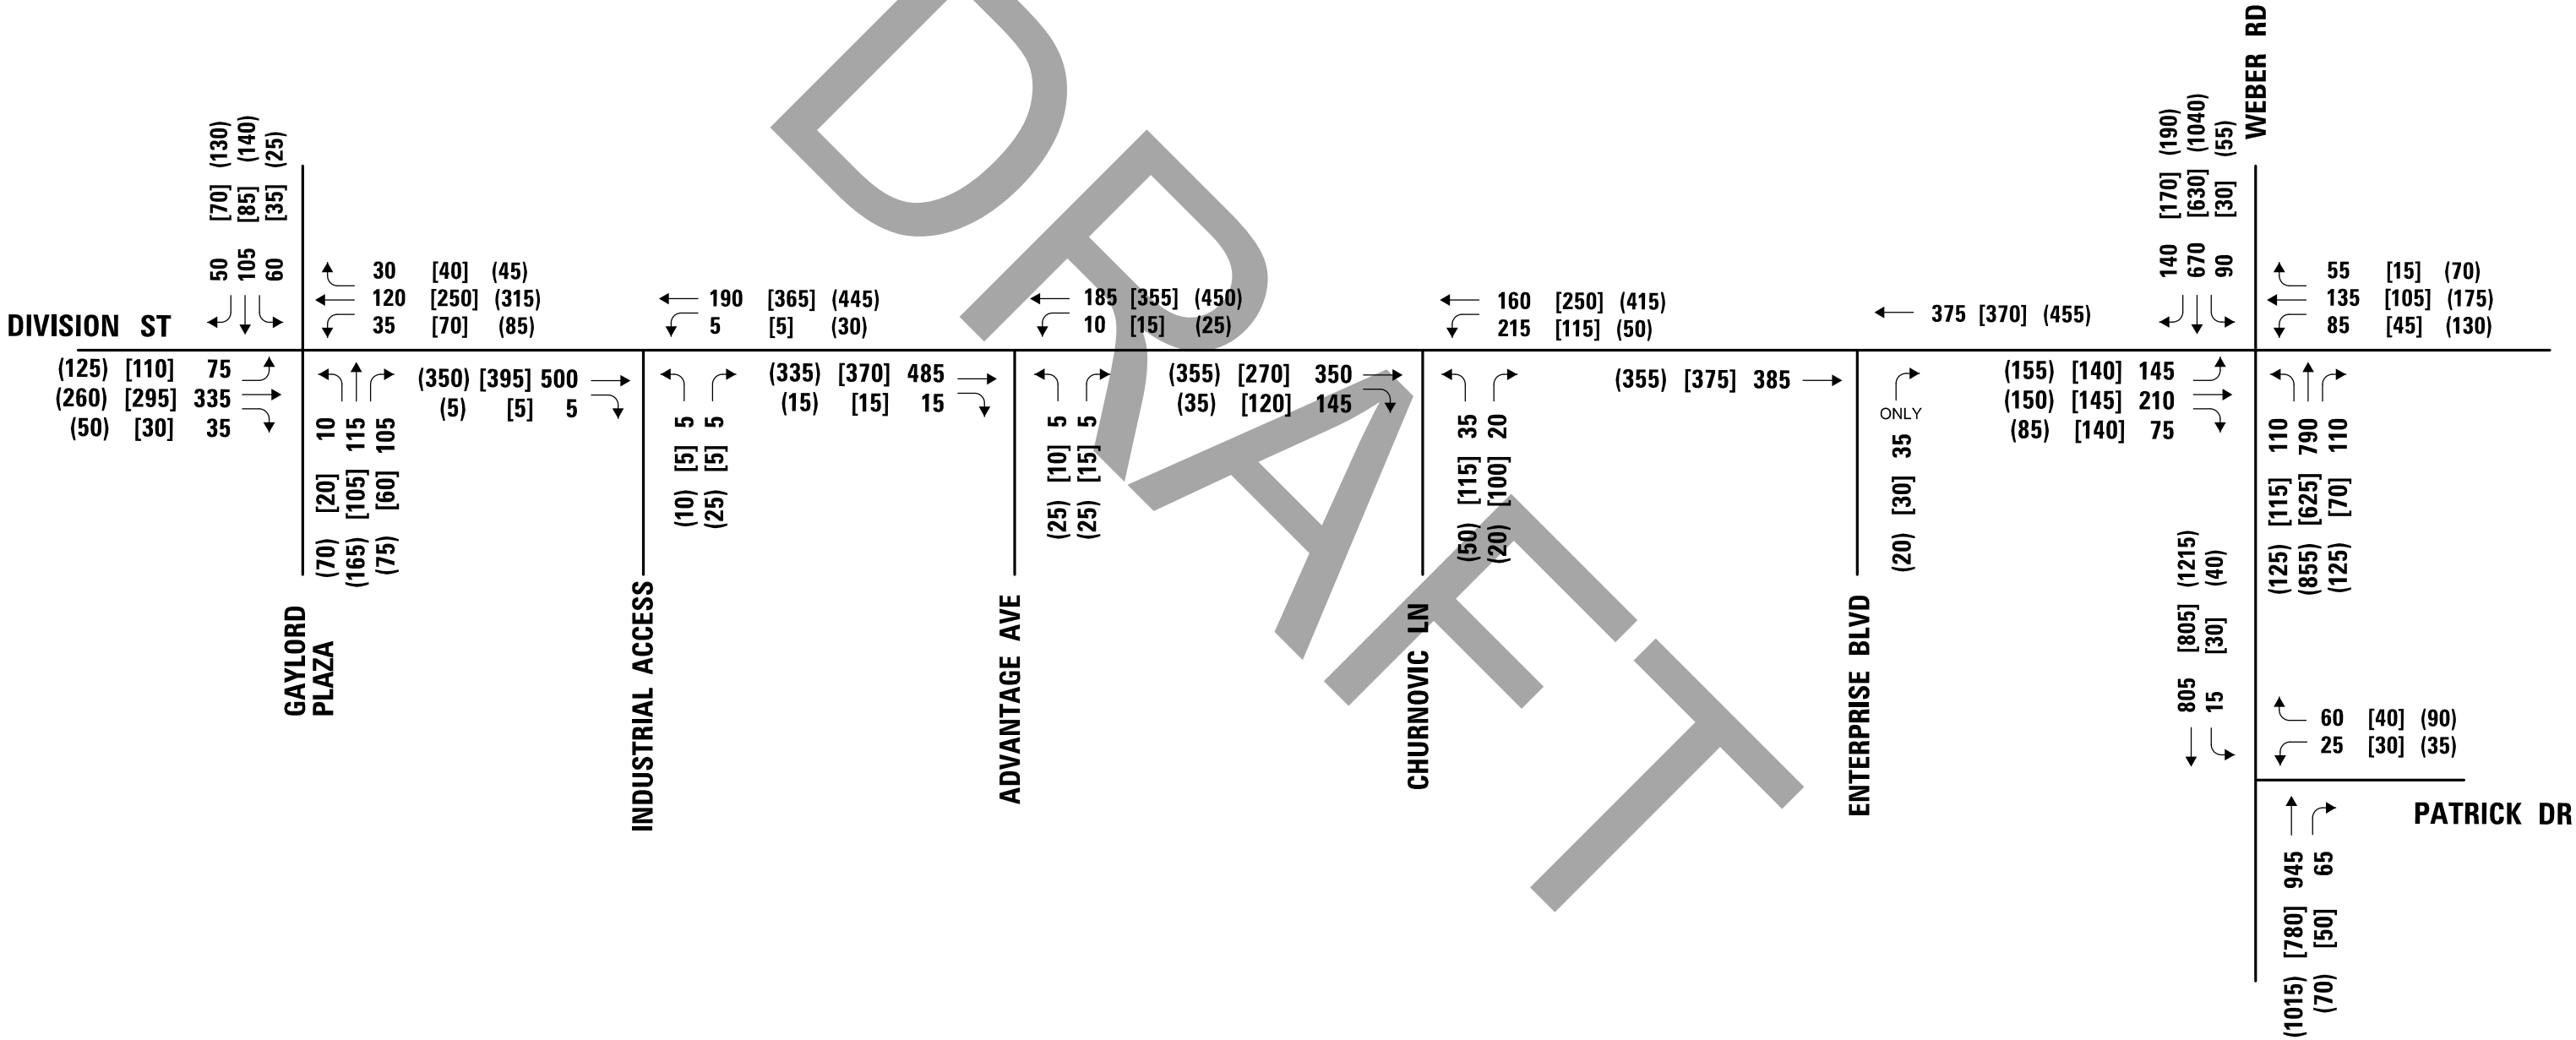 WEBER RD
50 [70] (130)
105 [85] (140)
60 [35] (25)
140 [170] (190)
670 [630] (1040)
90 [30] (55)
30 [40] (45)
120 [250] (315)
35 [70] (85)
190 [365] (445)
5 [5] (30)
185 [355] (450)
10 [15] (25)
160 [250] (415)
215 [115] (50)
375 [370] (455)
55 [15] (70)
135 [105] (175)
85 [45] (130)
DIVISION ST
(125) [110] 75
(260) [295] 335
(50) [30] 35
(70) [20] 10
(165) [105] 115
(75) [60] 105
(350) [395] 500
(5) [5] 5
(10) [5] 5
(25) [5] 5
(335) [370] 485
(15) [15] 15
(25) [10] 5
(25) [15] 5
(355) [270] 350
(35) [120] 145
(50) [115] 35
(20) [100] 20
(355) [375] 385
ONLY
(20) [30] 35
(155) [140] 145
(150) [145] 210
(85) [140] 75
(125) [115] 110
(855) [625] 790
(125) [70] 110
GAYLORD
PLAZA
INDUSTRIAL ACCESS
ADVANTAGE AVE
CHURNOVIC LN
ENTERPRISE BLVD
805 [805] (1215)
15 [30] (40)
60 [40] (90)
25 [30] (35)
PATRICK DR
(1015) [780] 945
(70) [50] 65
DRAFT